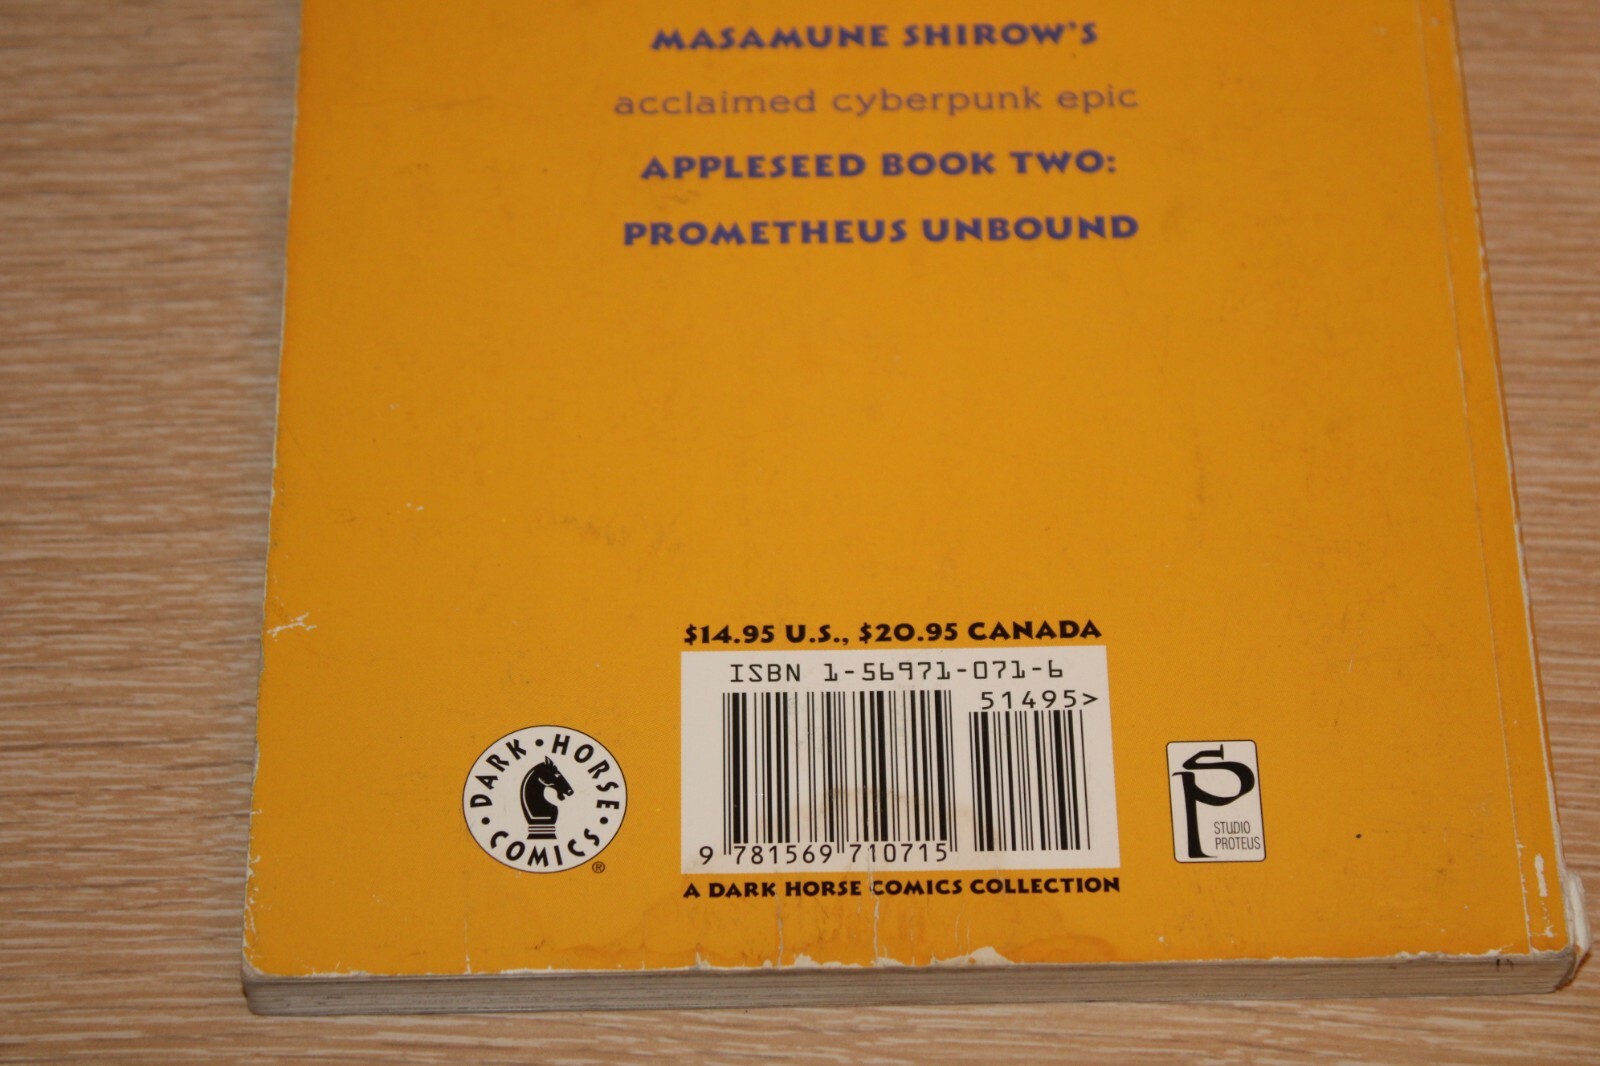 MASAMUNE SHIROW'S
acclaimed cyberpunk epic
APPLESEED BOOK TWO:
PROMETHEUS UNBOUND
$14.95 U.S., $20.95 CANADA
ISBN 1-56971-071-6
51495>
9 781569 710715
A DARK HORSE COMICS COLLECTION
DARK • HORSE • COMICS •
®
SP
STUDIO
PROTEUS